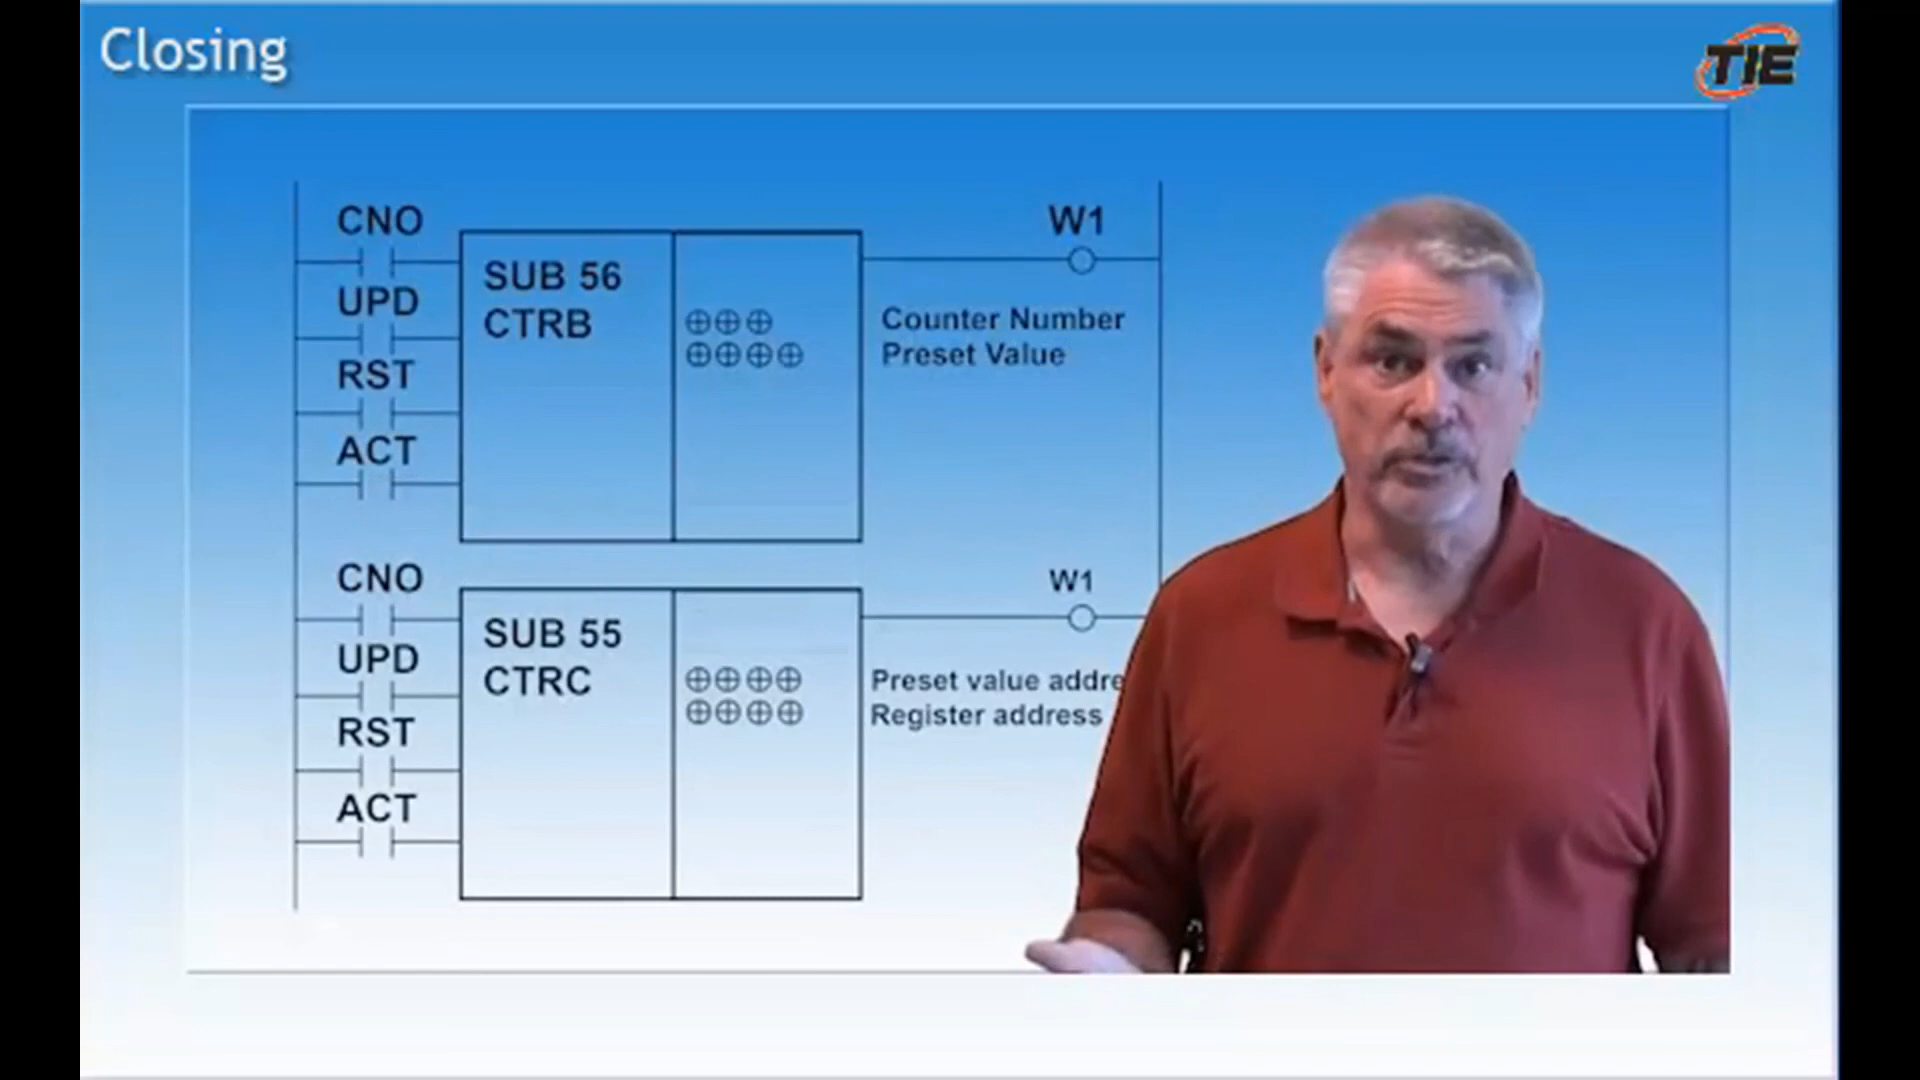 Closing
TIE
CNO
W1
SUB 56
UPD
CTRB
Counter Number
Preset Value
RST
ACT
CNO
W1
SUB 55
UPD
CTRC
Preset value addre
Register address
RST
ACT